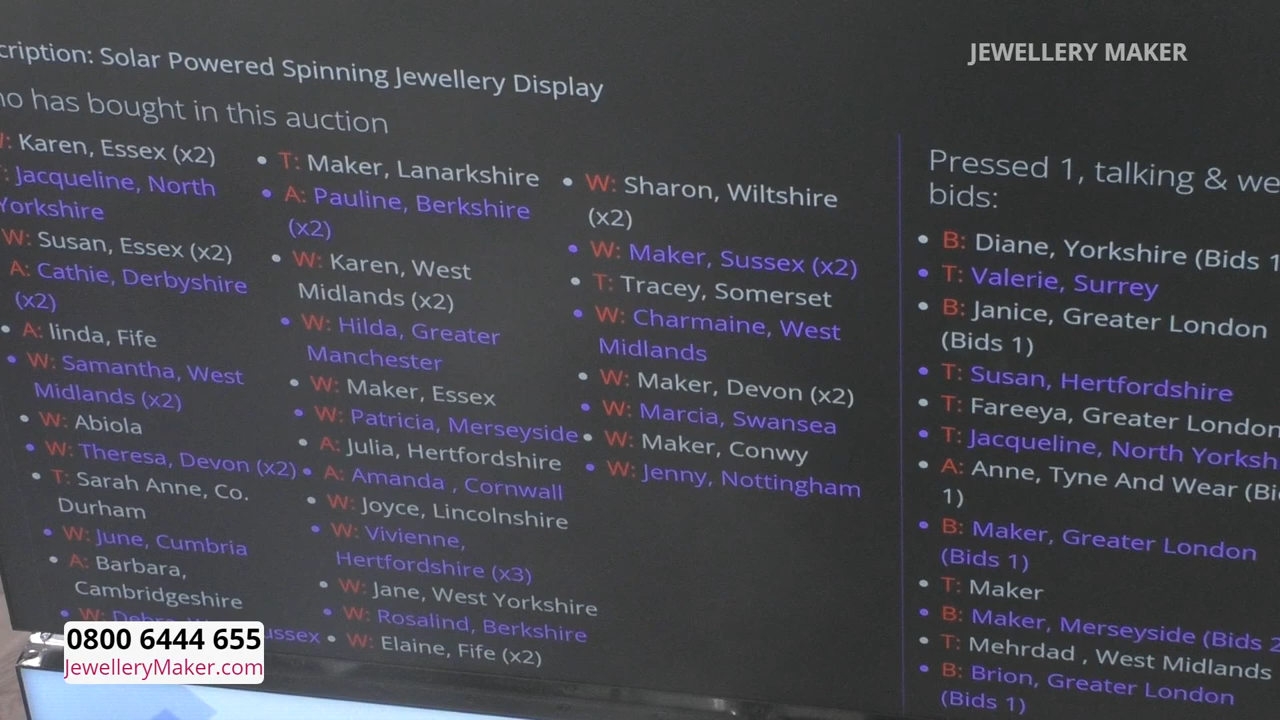 JEWELLERY MAKER
cription: Solar Powered Spinning Jewellery Display
ho has bought in this auction
W: Karen, Essex (x2)
T: Jacqueline, North
Yorkshire
W: Susan, Essex (x2)
A: Cathie, Derbyshire
(x2)
A: linda, Fife
W: Samantha, West
Midlands (x2)
W: Abiola
W: Theresa, Devon (x2)
T: Sarah Anne, Co.
Durham
W: June, Cumbria
A: Barbara,
Cambridgeshire
W: Debra, ussex
T: Maker, Lanarkshire
A: Pauline, Berkshire
(x2)
W: Karen, West
Midlands (x2)
W: Hilda, Greater
Manchester
W: Maker, Essex
W: Patricia, Merseyside
A: Julia, Hertfordshire
A: Amanda , Cornwall
W: Joyce, Lincolnshire
W: Vivienne,
Hertfordshire (x3)
W: Jane, West Yorkshire
W: Rosalind, Berkshire
W: Elaine, Fife (x2)
W: Sharon, Wiltshire
(x2)
W: Maker, Sussex (x2)
T: Tracey, Somerset
W: Charmaine, West
Midlands
W: Maker, Devon (x2)
W: Marcia, Swansea
W: Maker, Conwy
W: Jenny, Nottingham
Pressed 1, talking & we
bids:
B: Diane, Yorkshire (Bids 1
T: Valerie, Surrey
B: Janice, Greater London
(Bids 1)
T: Susan, Hertfordshire
T: Fareeya, Greater London
T: Jacqueline, North Yorksh
A: Anne, Tyne And Wear (Bi
1)
B: Maker, Greater London
(Bids 1)
T: Maker
B: Maker, Merseyside (Bids 2
T: Mehrdad , West Midlands
B: Brion, Greater London
(Bids 1)
0800 6444 655
JewelleryMaker.com